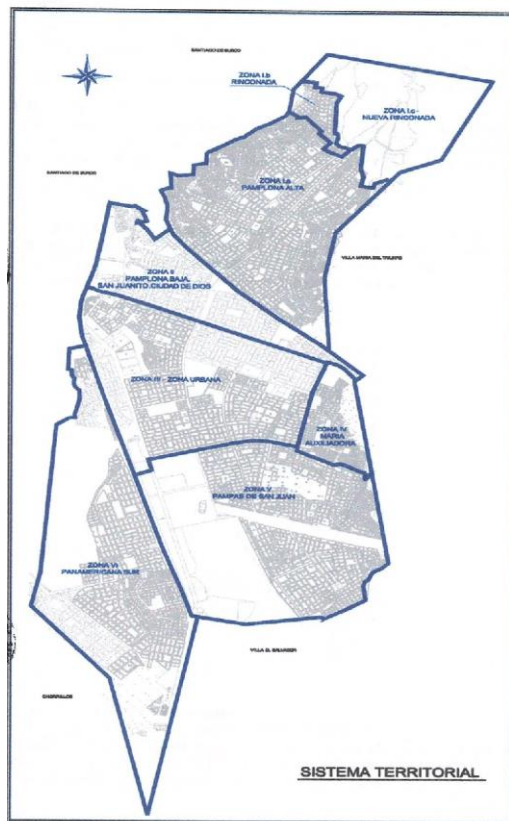 SANTIAGO DE SURCO
ZONA I.b
RINCONADA
ZONA I.c -
NUEVA RINCONADA
SANTIAGO DE SURCO
ZONA I.a
PAMPLONA ALTA
VILLA MARIA DEL TRIUNFO
ZONA II
PAMPLONA BAJA,
SAN JUANITO, CIUDAD DE DIOS
ZONA III - ZONA URBANA
ZONA IV
MARIA
AUXILIADORA
ZONA V
PAMPAS DE SAN JUAN
ZONA VI
PANAMERICANA SUR
VILLA EL SALVADOR
CHORRILLOS
SISTEMA TERRITORIAL